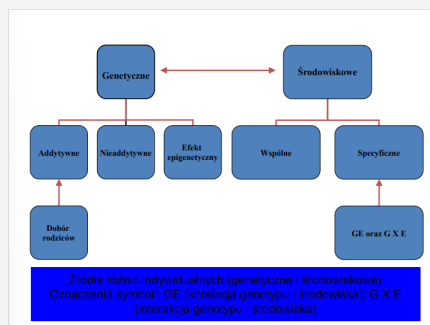 Genetyczne
Środowiskowe
Addytywne
Nieaddytywne
Efekt
epigenetyczny
Wspólne
Specyficzne
Dobór
rodziców
GE oraz G X E
Źródła różnic indywidualnych (genetyczne i środowiskowe)
Oznaczenia symboli: GE (korelacja genotypu i środowiska); G X E
(interakcja genotypu i środowiska)